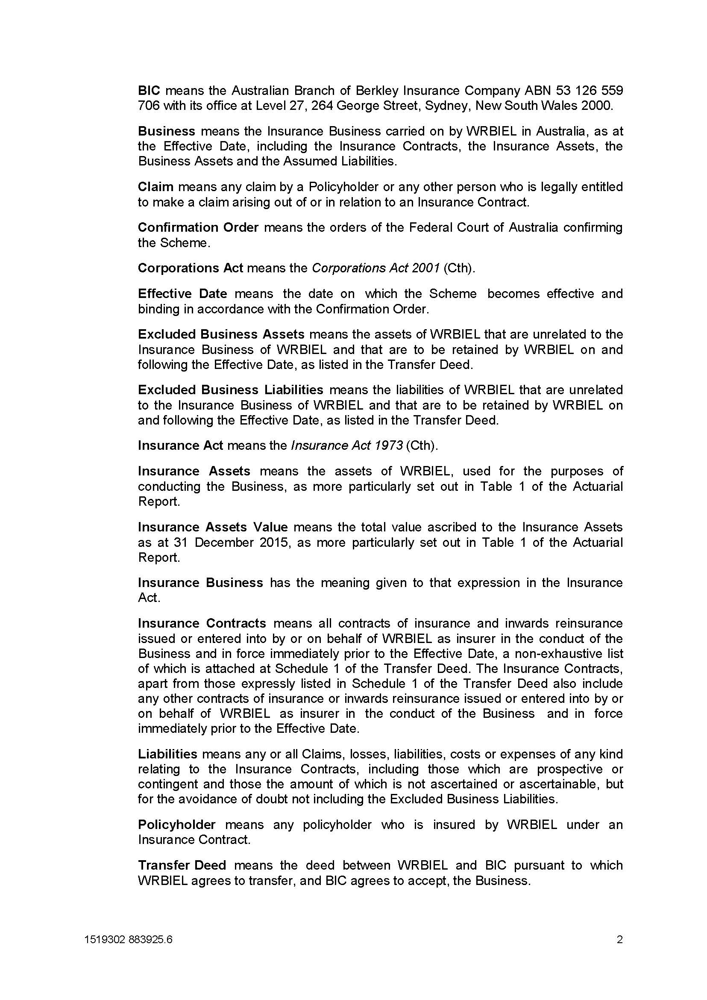 BIC means the Australian Branch of Berkley Insurance Company ABN 53 126 559
706 with its office at Level 27, 264 George Street, Sydney, New South Wales 2000.
Business means the Insurance Business carried on by WRBIEL in Australia, as at
the Effective Date, including the Insurance Contracts, the Insurance Assets, the
Business Assets and the Assumed Liabilities.
Claim means any claim by a Policyholder or any other person who is legally entitled
to make a claim arising out of or in relation to an Insurance Contract.
Confirmation Order means the orders of the Federal Court of Australia confirming
the Scheme.
Corporations Act means the Corporations Act 2001 (Cth).
Effective Date means the date on which the Scheme becomes effective and
binding in accordance with the Confirmation Order.
Excluded Business Assets means the assets of WRBIEL that are unrelated to the
Insurance Business of WRBIEL and that are to be retained by WRBIEL on and
following the Effective Date, as listed in the Transfer Deed.
Excluded Business Liabilities means the liabilities of WRBIEL that are unrelated
to the Insurance Business of WRBIEL and that are to be retained by WRBIEL on
and following the Effective Date, as listed in the Transfer Deed.
Insurance Act means the Insurance Act 1973 (Cth).
Insurance Assets means the assets of WRBIEL, used for the purposes of
conducting the Business, as more particularly set out in Table 1 of the Actuarial
Report.
Insurance Assets Value means the total value ascribed to the Insurance Assets
as at 31 December 2015, as more particularly set out in Table 1 of the Actuarial
Report.
Insurance Business has the meaning given to that expression in the Insurance
Act.
Insurance Contracts means all contracts of insurance and inwards reinsurance
issued or entered into by or on behalf of WRBIEL as insurer in the conduct of the
Business and in force immediately prior to the Effective Date, a non-exhaustive list
of which is attached at Schedule 1 of the Transfer Deed. The Insurance Contracts,
apart from those expressly listed in Schedule 1 of the Transfer Deed also include
any other contracts of insurance or inwards reinsurance issued or entered into by or
on behalf of WRBIEL as insurer in the conduct of the Business and in force
immediately prior to the Effective Date.
Liabilities means any or all Claims, losses, liabilities, costs or expenses of any kind
relating to the Insurance Contracts, including those which are prospective or
contingent and those the amount of which is not ascertained or ascertainable, but
for the avoidance of doubt not including the Excluded Business Liabilities.
Policyholder means any policyholder who is insured by WRBIEL under an
Insurance Contract.
Transfer Deed means the deed between WRBIEL and BIC pursuant to which
WRBIEL agrees to transfer, and BIC agrees to accept, the Business.
1519302 883925.6 2